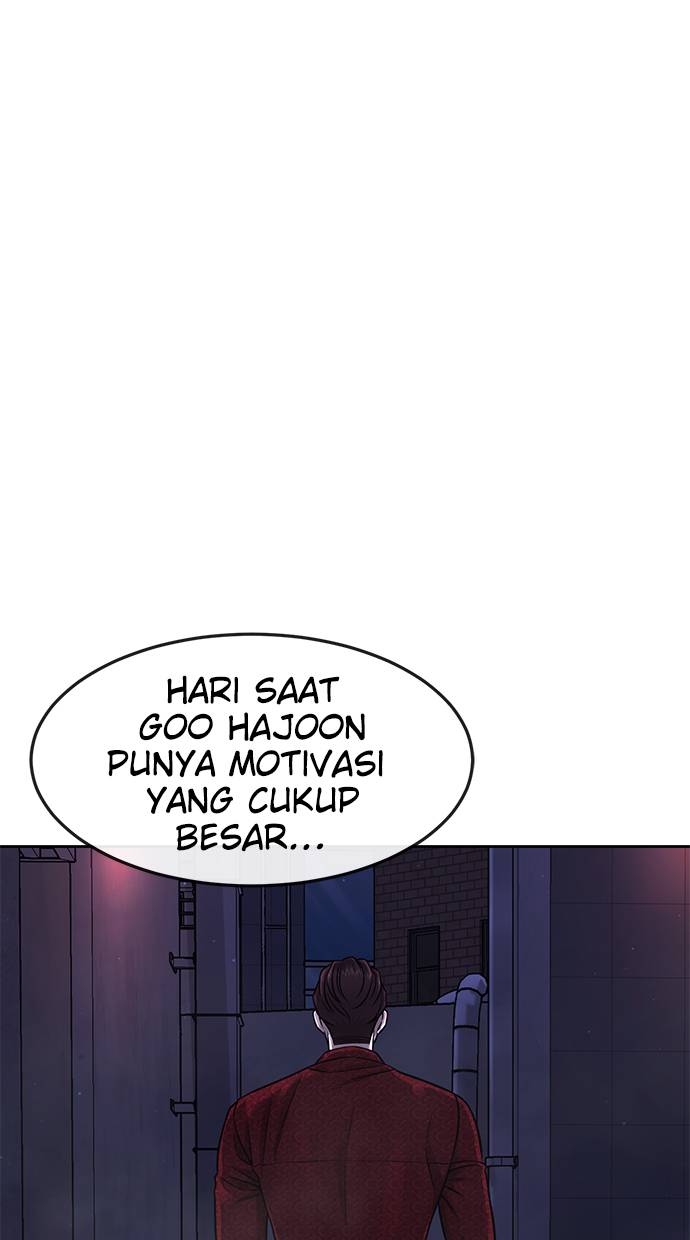 HARI SAAT
GOO HAJOON
PUNYA MOTIVASI
YANG CUKUP
BESAR...